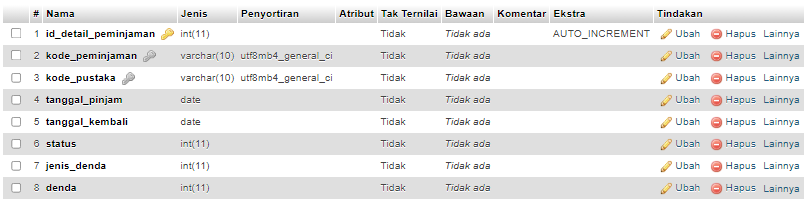 # Nama Jenis Penyortiran Atribut Tak Ternilai Bawaan Komentar Ekstra Tindakan
1 id_detail_peminjaman int(11) Tidak Tidak ada AUTO_INCREMENT Ubah Hapus Lainnya
2 kode_peminjaman varchar(10) utf8mb4_general_ci Tidak Tidak ada Ubah Hapus Lainnya
3 kode_pustaka varchar(10) utf8mb4_general_ci Tidak Tidak ada Ubah Hapus Lainnya
4 tanggal_pinjam date Tidak Tidak ada Ubah Hapus Lainnya
5 tanggal_kembali date Tidak Tidak ada Ubah Hapus Lainnya
6 status int(11) Tidak Tidak ada Ubah Hapus Lainnya
7 jenis_denda int(11) Tidak Tidak ada Ubah Hapus Lainnya
8 denda int(11) Tidak Tidak ada Ubah Hapus Lainnya